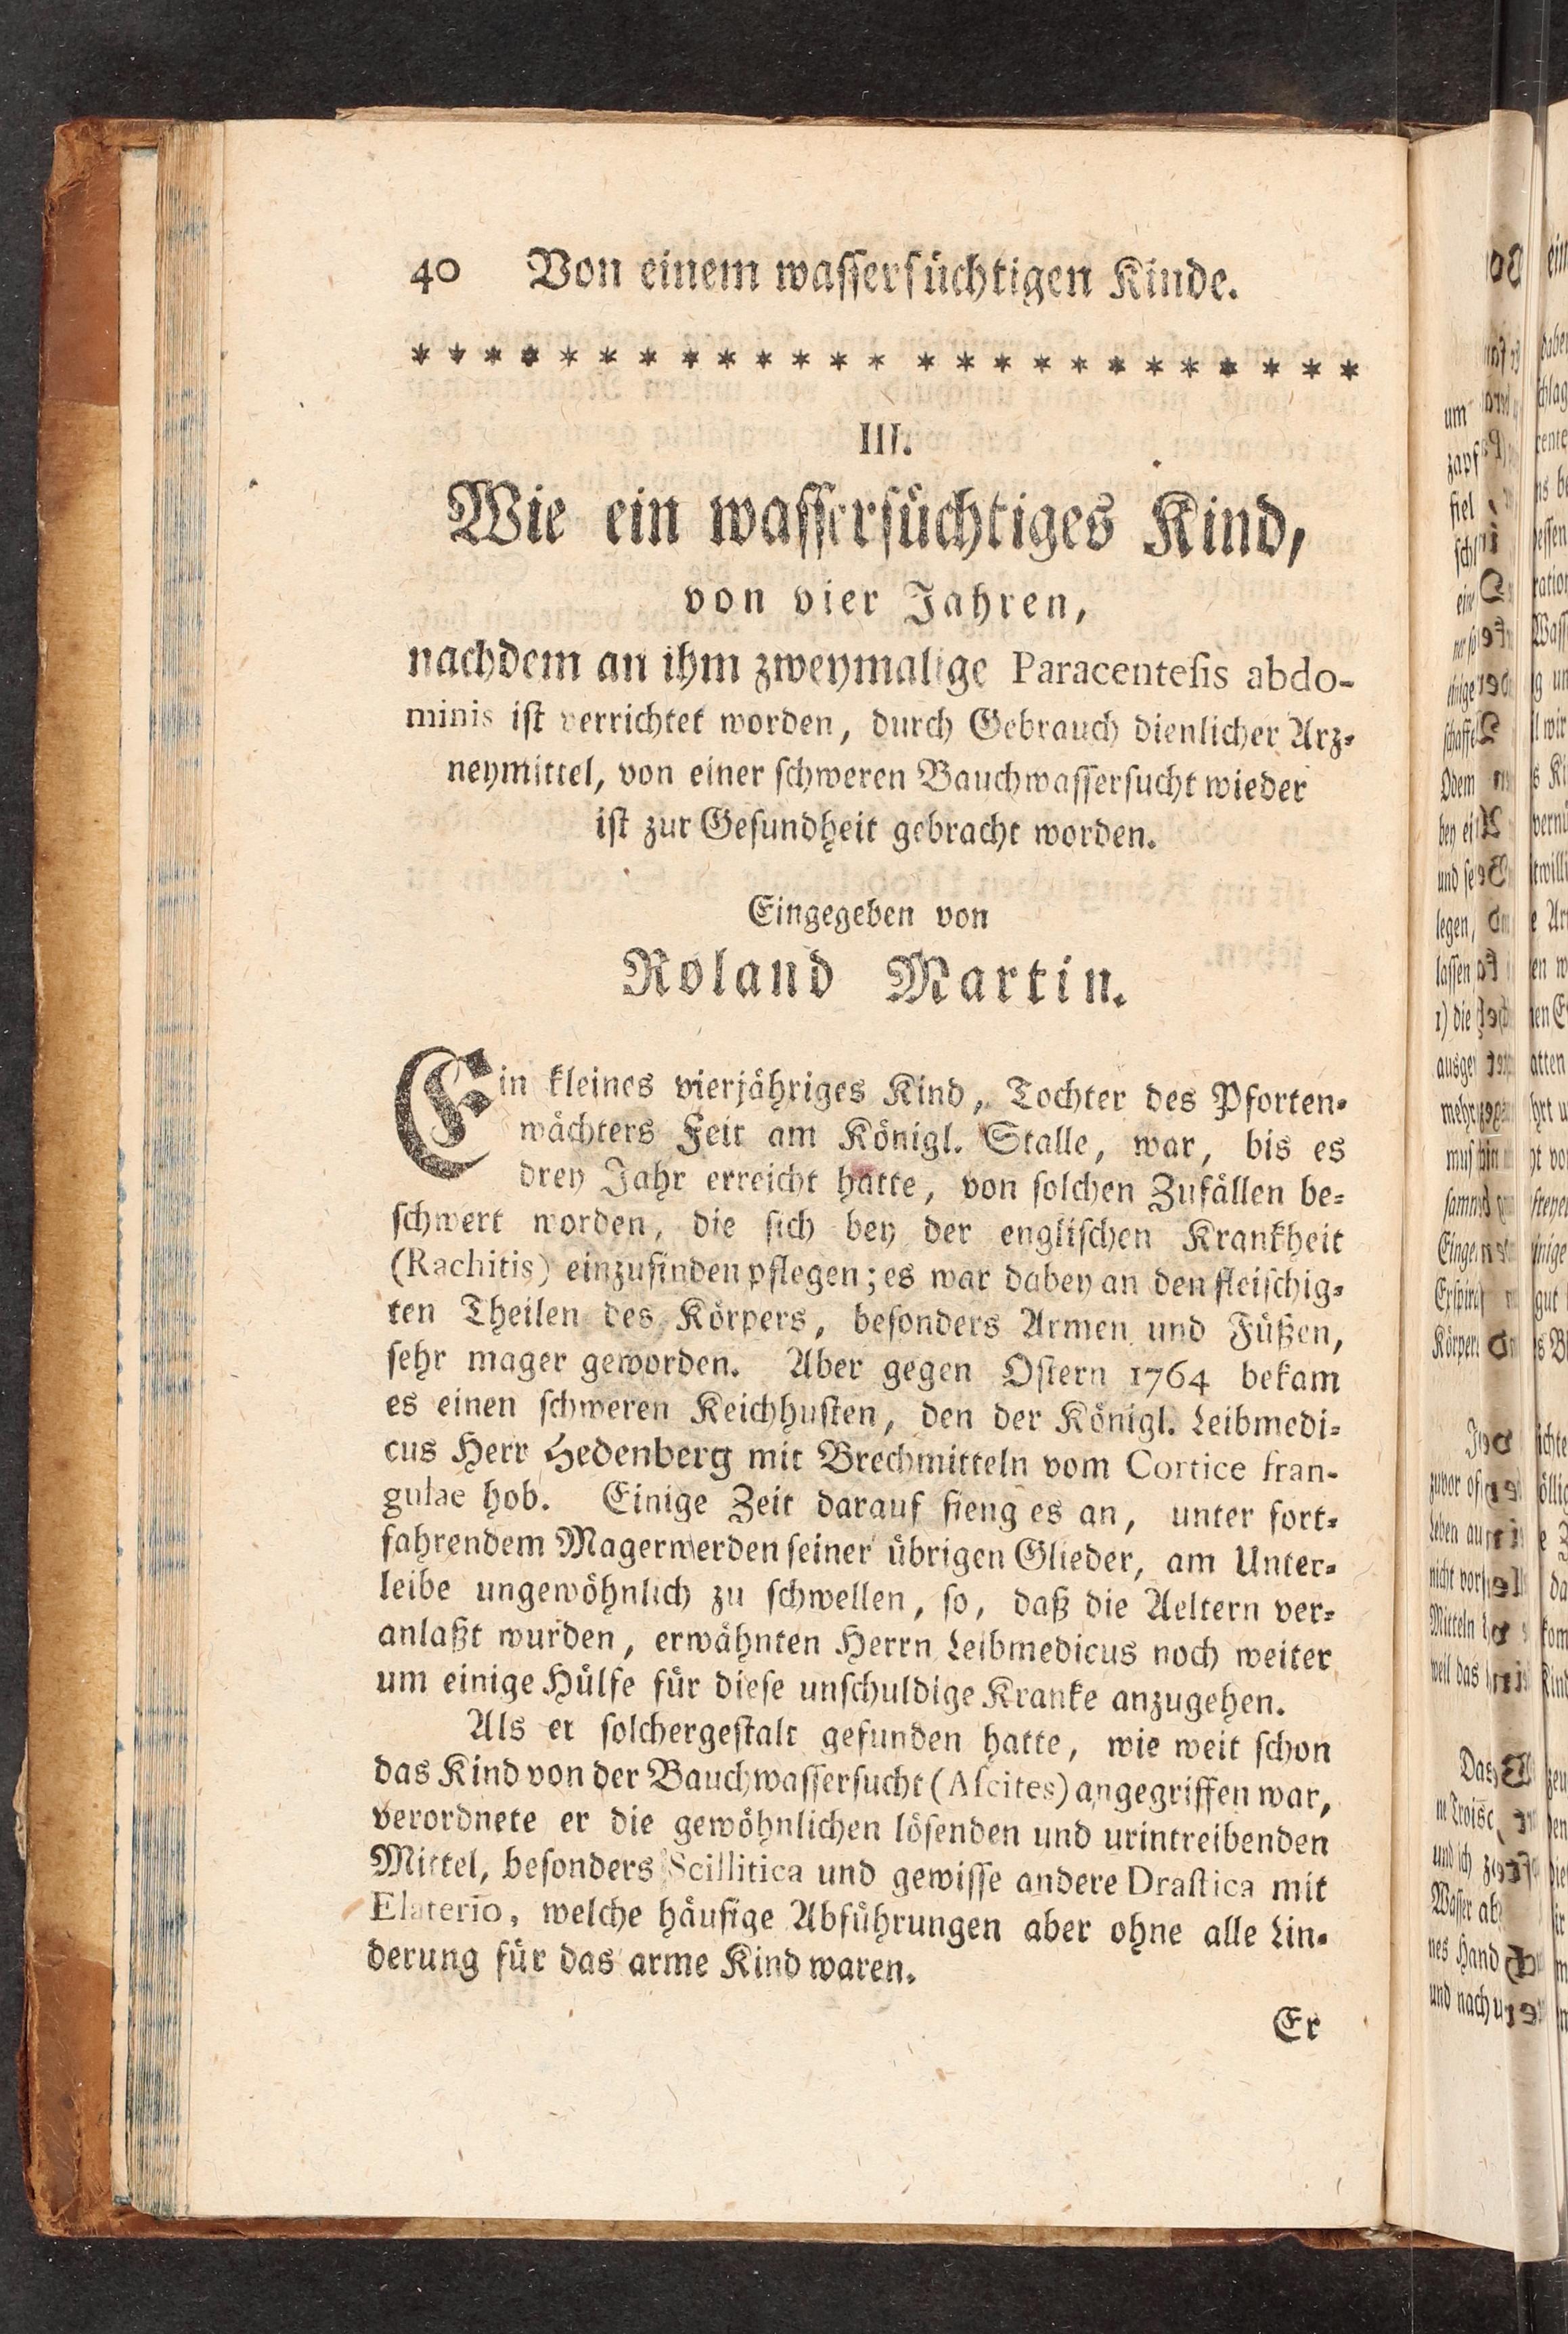 40 Von einem wassersüchtigen Kinde.
* * * * * * * * * * * * * * * * * * * * * * * *
III.
Wie ein wassersüchtiges Kind,
von vier Jahren,
nachdem an ihm zweymalige Paracentesis abdo-
minis ist verrichtet worden, durch Gebrauch dienlicher Arz-
neymittel, von einer schweren Bauchwassersucht wieder
ist zur Gesundheit gebracht worden.
Eingegeben von
Roland Martin.
Ein kleines vierjähriges Kind, Tochter des Pforten-
wächters Feit am Königl. Stalle, war, bis es
drey Jahr erreicht hatte, von solchen Zufällen be-
schwert worden, die sich bey der englischen Krankheit
(Rachitis) einzufinden pflegen; es war dabey an den fleischig-
ten Theilen des Körpers, besonders Armen und Füßen,
sehr mager geworden. Aber gegen Ostern 1764 bekam
es einen schweren Keichhusten, den der Königl. Leibmedi-
cus Herr Hedenberg mit Brechmitteln vom Cortice fran-
gulae hob. Einige Zeit darauf fieng es an, unter fort-
fahrendem Magerwerden seiner übrigen Glieder, am Unter-
leibe ungewöhnlich zu schwellen, so, daß die Aeltern ver-
anlaßt wurden, erwähnten Herrn Leibmedicus noch weiter
um einige Hülfe für diese unschuldige Kranke anzugehen.
Als er solchergestalt gefunden hatte, wie weit schon
das Kind von der Bauchwassersucht (Ascites) angegriffen war,
verordnete er die gewöhnlichen lösenden und urintreibenden
Mittel, besonders Scillitica und gewisse andere Drastica mit
Elaterio, welche häufige Abführungen aber ohne alle Lin-
derung für das arme Kind waren.
Er